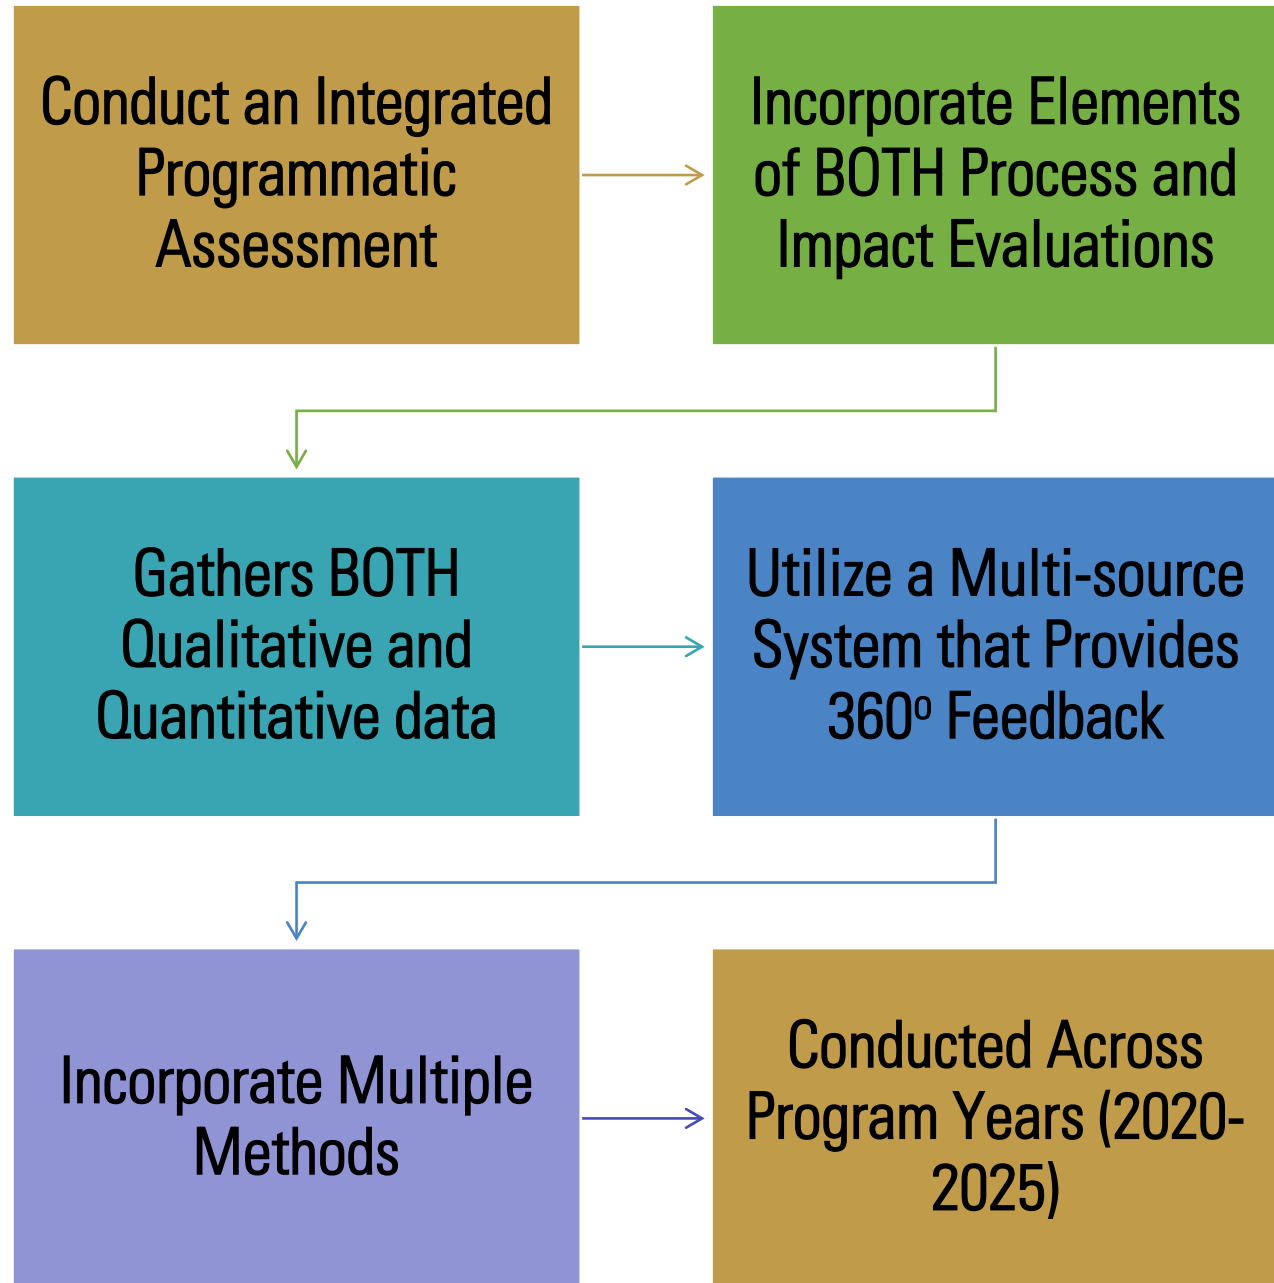 Conduct an Integrated
Programmatic
Assessment
Incorporate Elements
of BOTH Process and
Impact Evaluations
Gathers BOTH
Qualitative and
Quantitative data
Utilize a Multi-source
System that Provides
360º Feedback
Incorporate Multiple
Methods
Conducted Across
Program Years (2020-
2025)